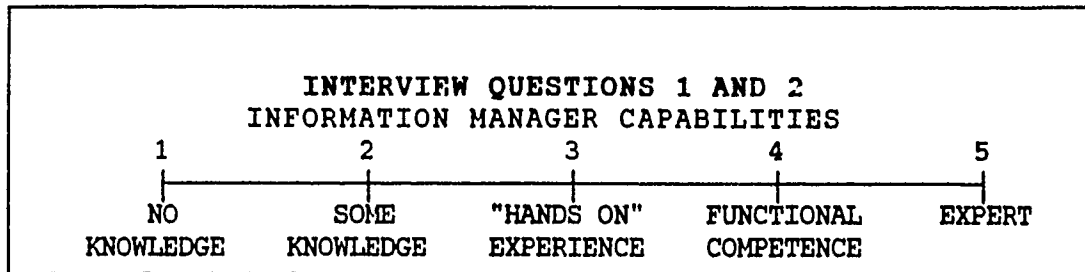 INTERVIEW QUESTIONS 1 AND 2
INFORMATION MANAGER CAPABILITIES
1 2 3 4 5
NO SOME "HANDS ON" FUNCTIONAL EXPERT
KNOWLEDGE KNOWLEDGE EXPERIENCE COMPETENCE